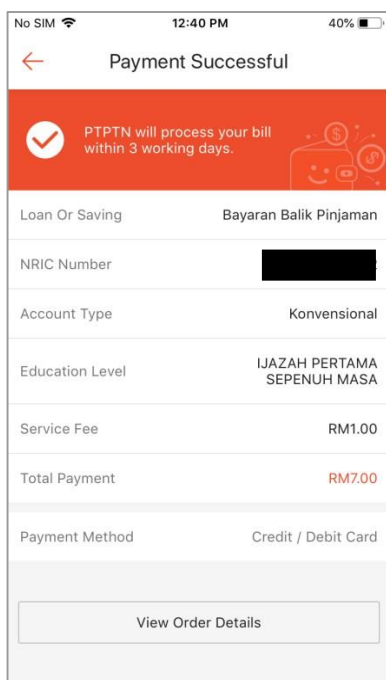 No SIM 12:40 PM 40%
Payment Successful
PTPTN will process your bill
within 3 working days.
Loan Or Saving Bayaran Balik Pinjaman
NRIC Number
Account Type Konvensional
Education Level IJAZAH PERTAMA
SEPENUH MASA
Service Fee RM1.00
Total Payment RM7.00
Payment Method Credit / Debit Card
View Order Details